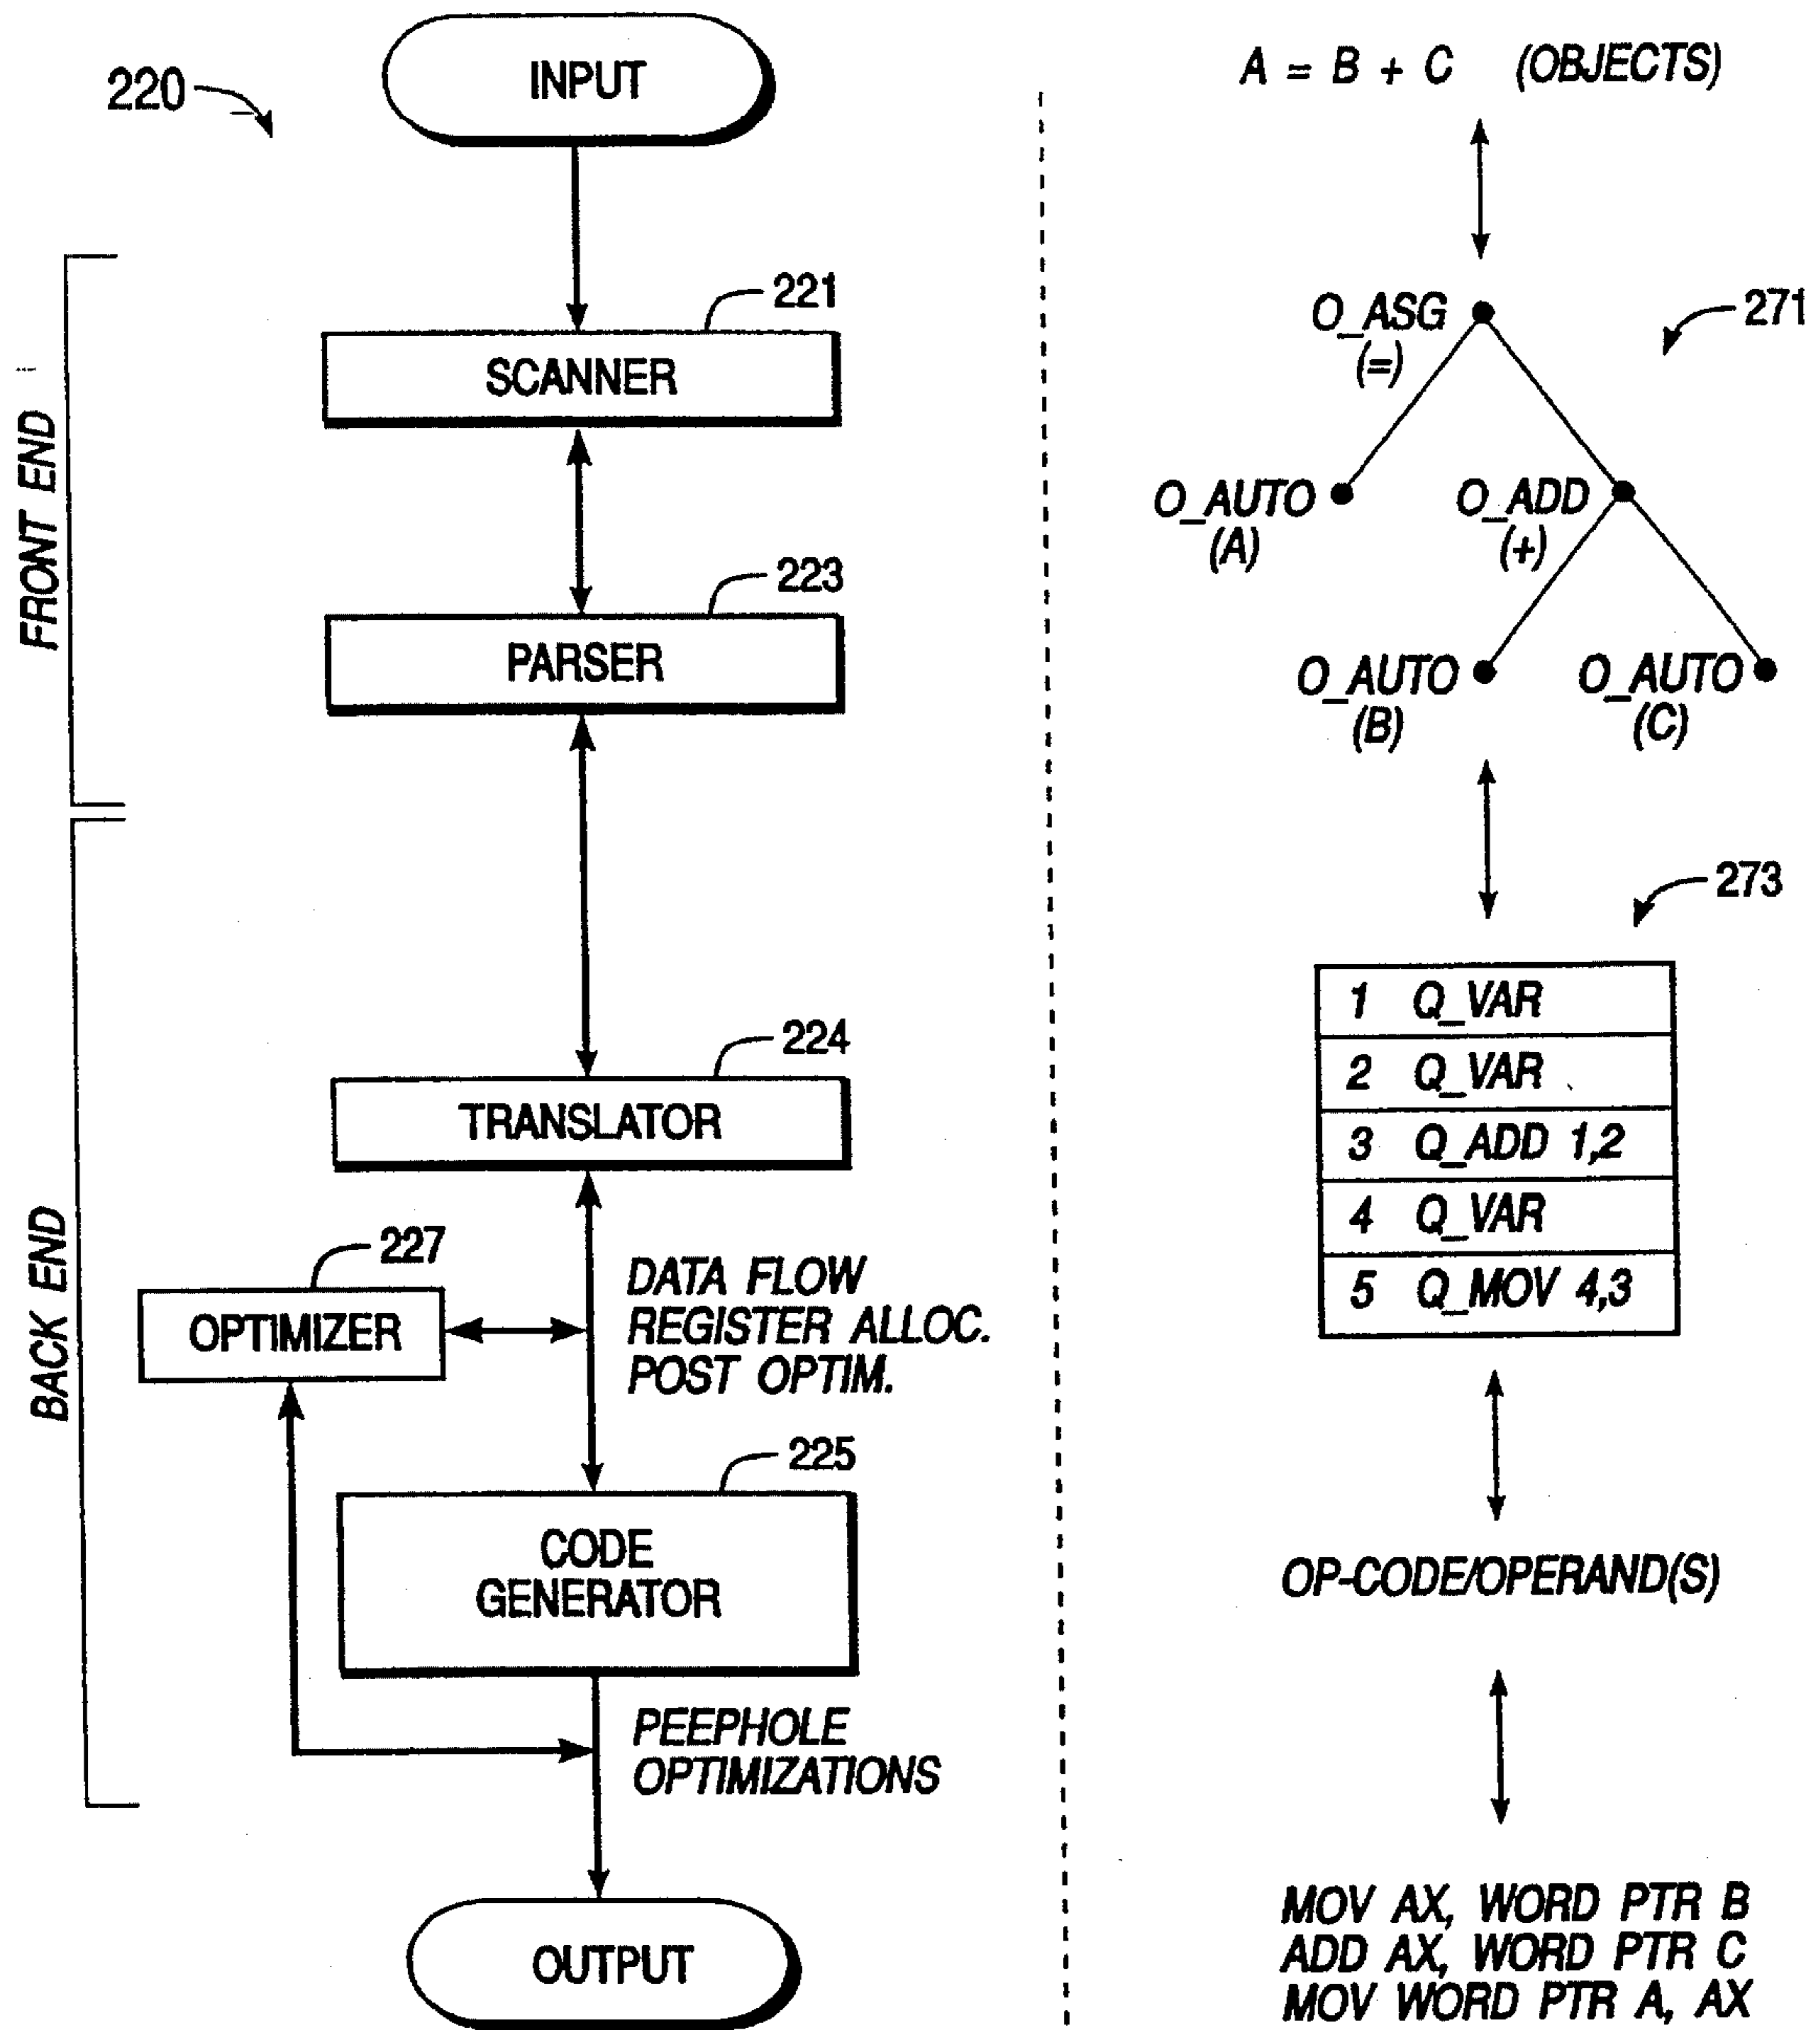 220
INPUT
FRONT END
221
SCANNER
223
PARSER
BACK END
224
TRANSLATOR
227
OPTIMIZER
DATA FLOW
REGISTER ALLOC.
POST OPTIM.
225
CODE
GENERATOR
PEEPHOLE
OPTIMIZATIONS
OUTPUT
A = B + C (OBJECTS)
271
O_ASG
(=)
O_AUTO
(A)
O_ADD
(+)
O_AUTO
(B)
O_AUTO
(C)
273
1 Q_VAR
2 Q_VAR
3 Q_ADD 1,2
4 Q_VAR
5 Q_MOV 4,3
OP-CODE/OPERAND(S)
MOV AX, WORD PTR B
ADD AX, WORD PTR C
MOV WORD PTR A, AX